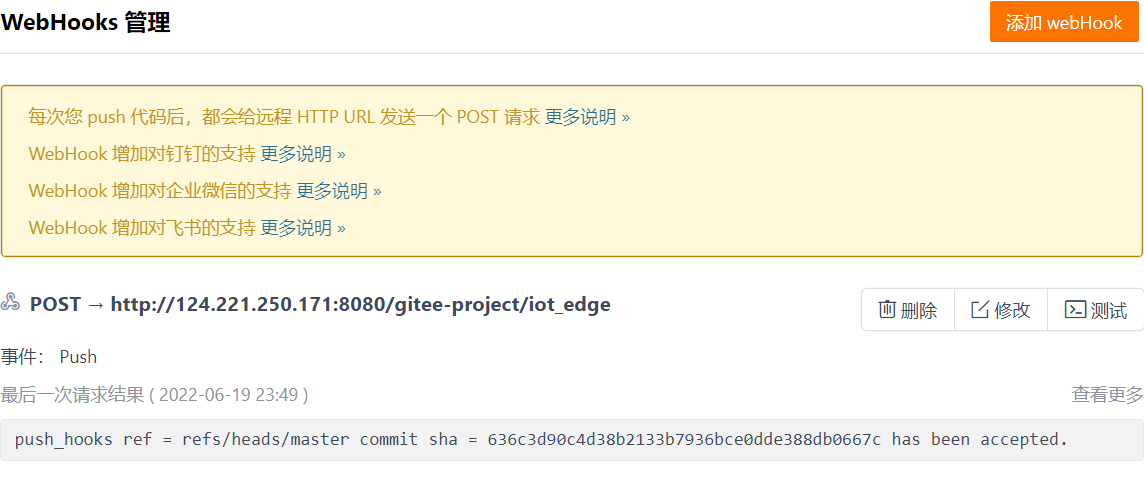 WebHooks 管理
添加 webHook
每次您 push 代码后，都会给远程 HTTP URL 发送一个 POST 请求 更多说明 »
WebHook 增加对钉钉的支持 更多说明 »
WebHook 增加对企业微信的支持 更多说明 »
WebHook 增加对飞书的支持 更多说明 »
POST → http://124.221.250.171:8080/gitee-project/iot_edge
删除 修改 测试
事件： Push
最后一次请求结果 ( 2022-06-19 23:49 ) 查看更多
push_hooks ref = refs/heads/master commit sha = 636c3d90c4d38b2133b7936bce0dde388db0667c has been accepted.